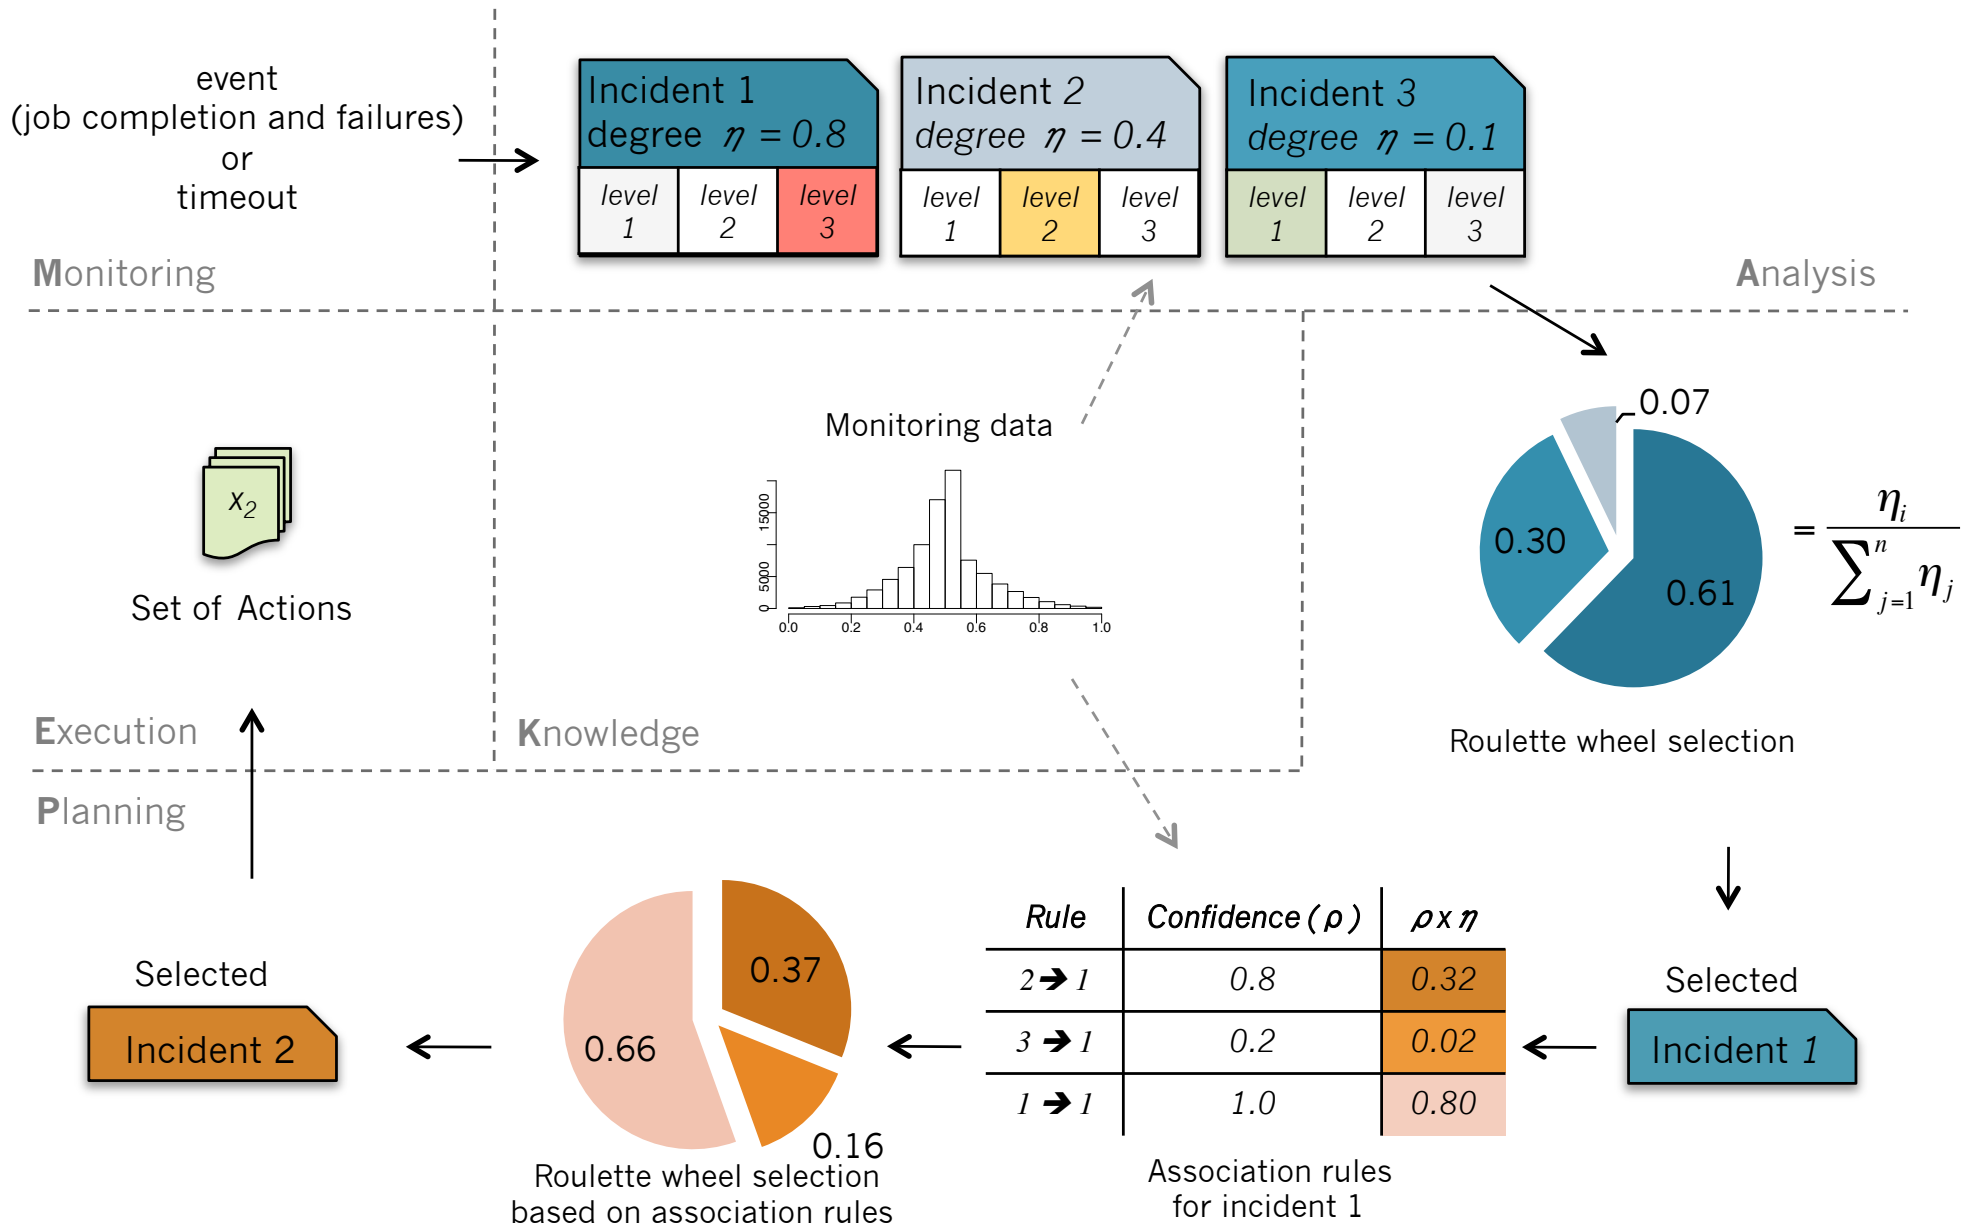 event
(job completion and failures)
or
timeout
Monitoring
Incident 1
degree η = 0.8
level 1
level 2
level 3
Incident 2
degree η = 0.4
level 1
level 2
level 3
Incident 3
degree η = 0.1
level 1
level 2
level 3
Analysis
Monitoring data
0 5000 15000
0.0 0.2 0.4 0.6 0.8 1.0
Knowledge
0.07
0.30
0.61
= η_i / ∑_{j=1}^{n} η_j
Roulette wheel selection
x₂
Set of Actions
Execution
Planning
Selected
Incident 1
Rule Confidence (ρ) ρ x η
2 ➔ 1 0.8 0.32
3 ➔ 1 0.2 0.02
1 ➔ 1 1.0 0.80
Association rules
for incident 1
0.37
0.66
0.16
Roulette wheel selection
based on association rules
Selected
Incident 2